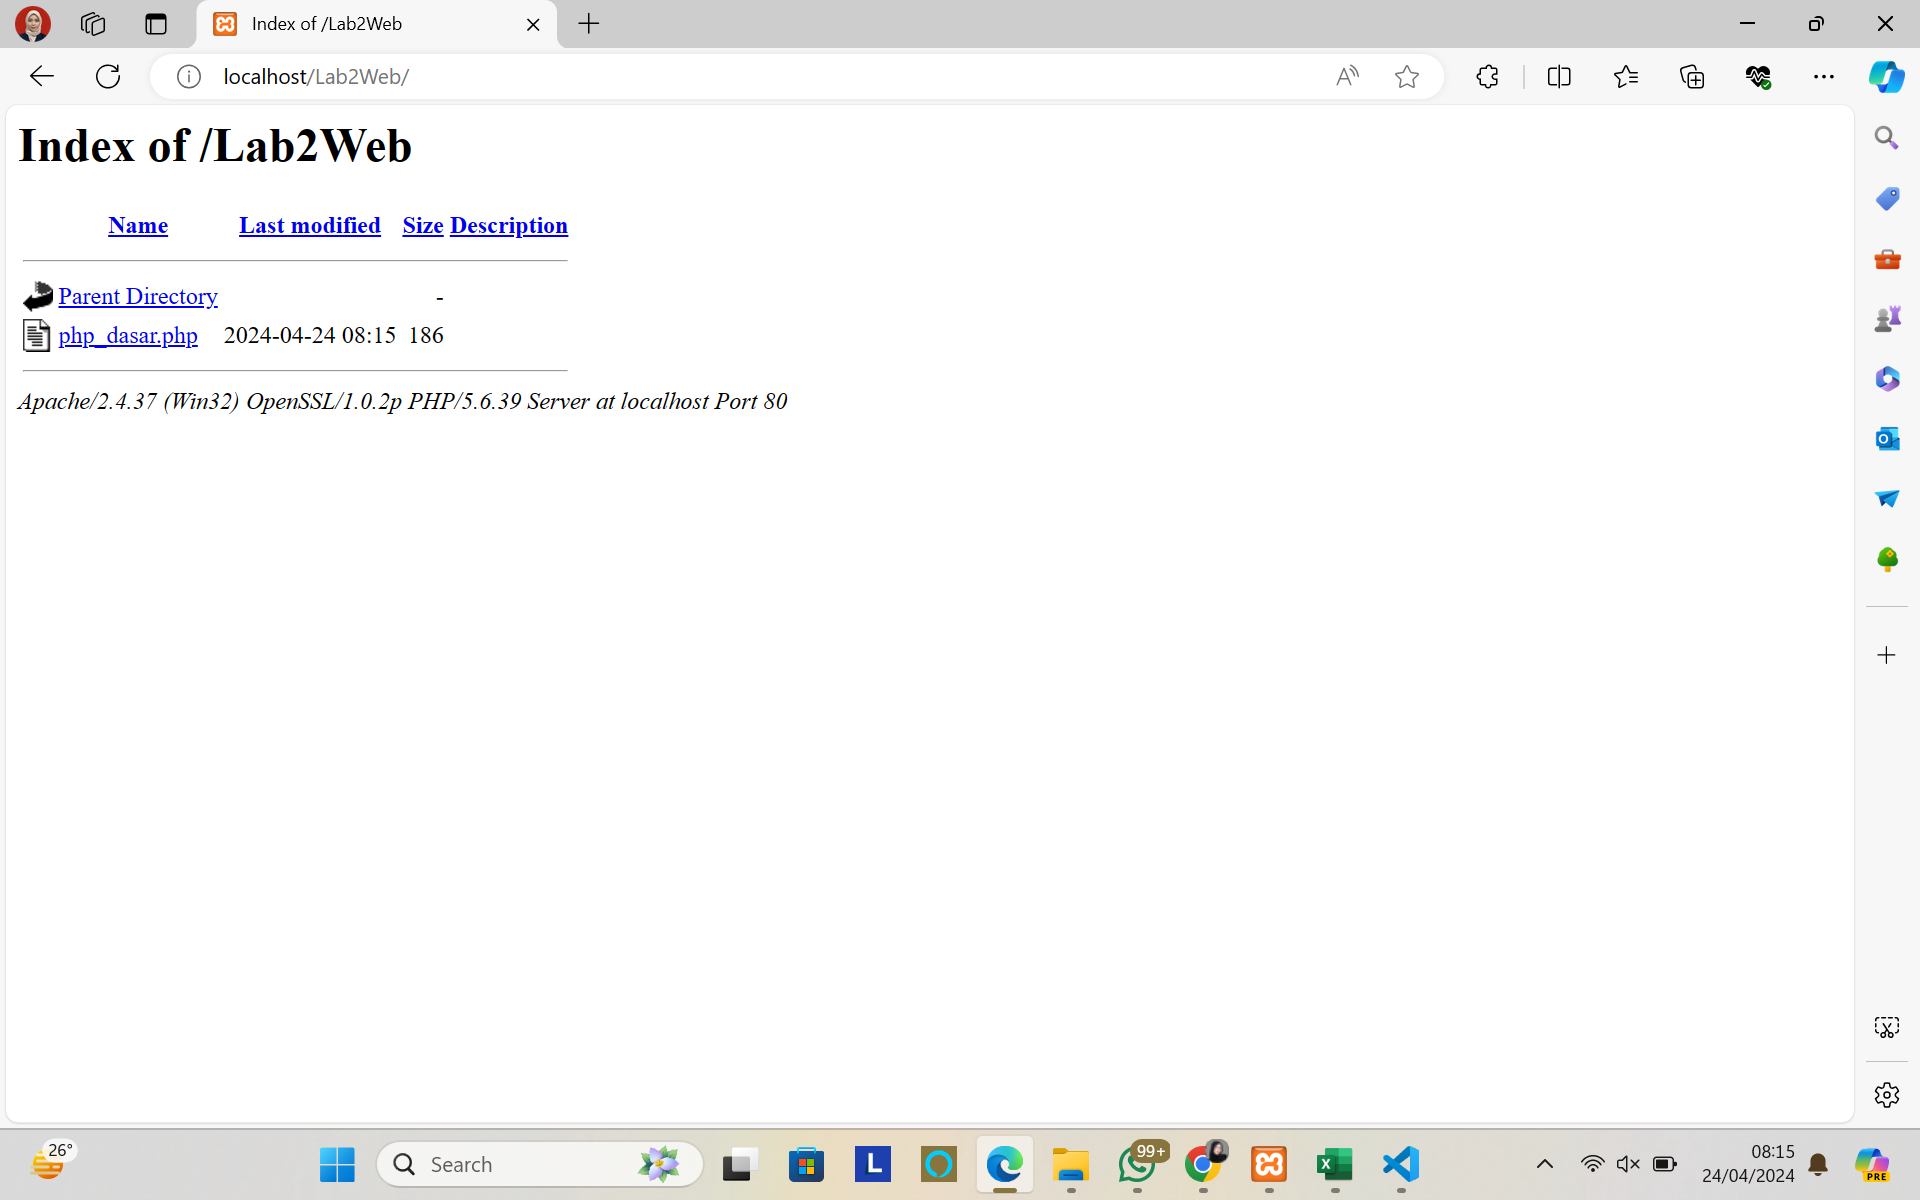 Index of /Lab2Web
localhost/Lab2Web/
Index of /Lab2Web
Name Last modified Size Description
Parent Directory -
php_dasar.php 2024-04-24 08:15 186
Apache/2.4.37 (Win32) OpenSSL/1.0.2p PHP/5.6.39 Server at localhost Port 80
26°
Search
L
99+
08:15
24/04/2024
PRE